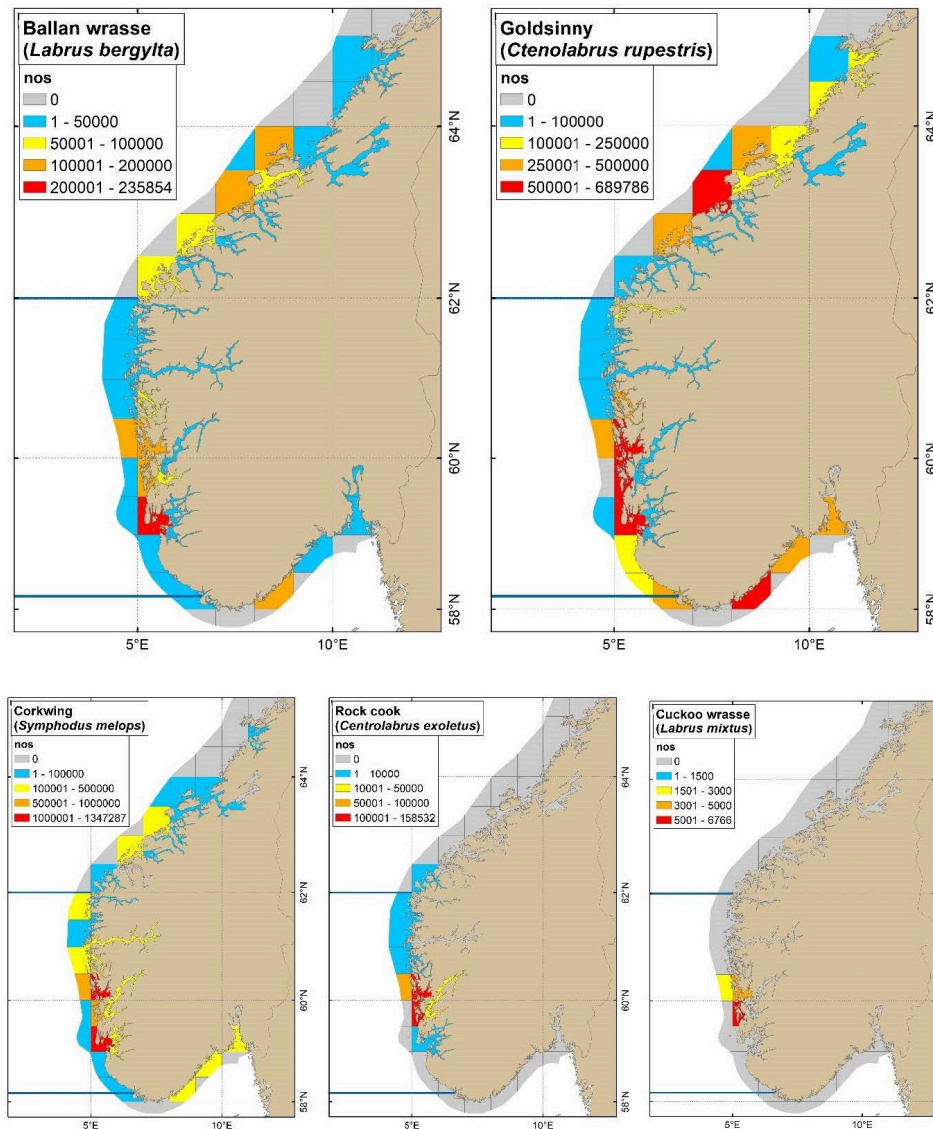 Ballan wrasse
(Labrus bergylta)
nos
0
1 - 50000
50001 - 100000
100001 - 200000
200001 - 235854
64°N
62°N
60°N
58°N
5°E
10°E
Goldsinny
(Ctenolabrus rupestris)
nos
0
1 - 100000
100001 - 250000
250001 - 500000
500001 - 689786
64°N
62°N
60°N
58°N
5°E
10°E
Corkwing
(Symphodus melops)
nos
0
1 - 100000
100001 - 500000
500001 - 1000000
1000001 - 1347287
64°N
62°N
60°N
58°N
5°E
10°E
Rock cook
(Centrolabrus exoletus)
nos
0
1 10000
10001 - 50000
50001 - 100000
100001 - 158532
64°N
62°N
60°N
58°N
5°E
10°E
Cuckoo wrasse
(Labrus mixtus)
nos
0
1 - 1500
1501 - 3000
3001 - 5000
5001 - 6766
64°N
62°N
60°N
58°N
5°E
10°E